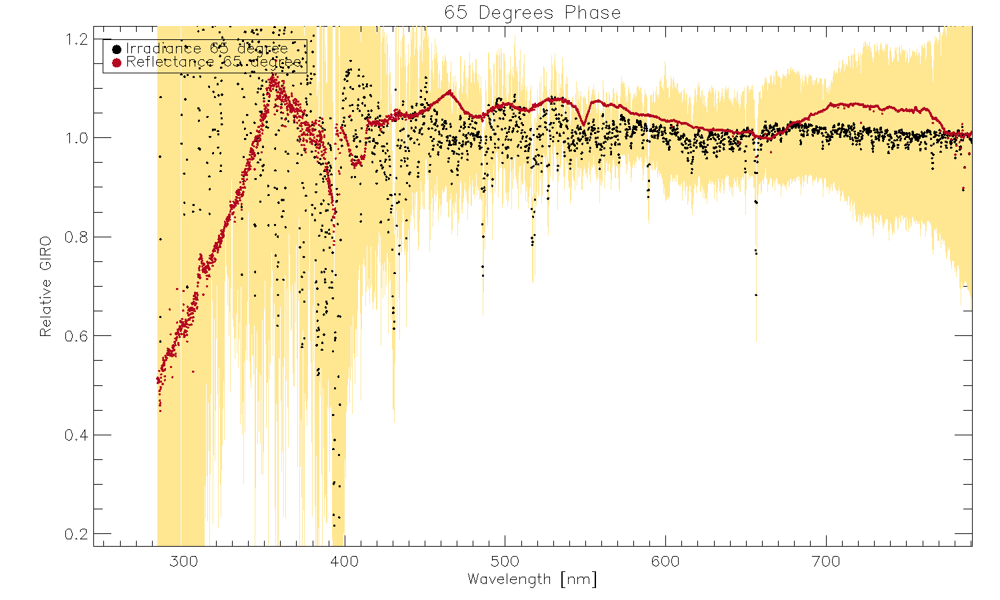 65 Degrees Phase
1.2
Irradiance 65 degree
Reflectance 65 degree
1.0
0.8
Relative GIRO
0.6
0.4
0.2
300 400 500 600 700
Wavelength [nm]